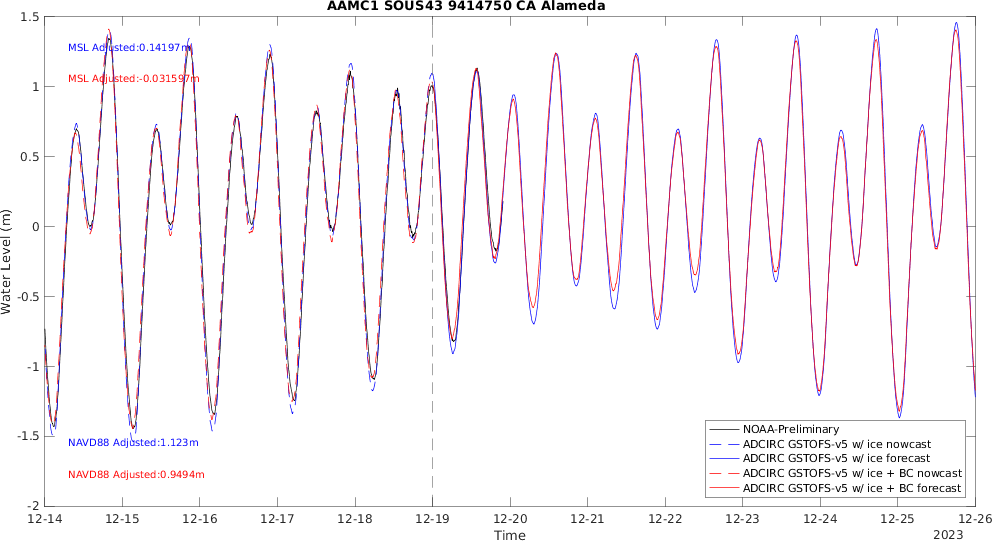 AAMC1 SOUS43 9414750 CA Alameda
MSL Adjusted:0.14197m
MSL Adjusted:-0.031597m
NAVD88 Adjusted:1.123m
NAVD88 Adjusted:0.9494m
Water Level (m)
1.5
1
0.5
0
-0.5
-1
-1.5
-2
NOAA-Preliminary
ADCIRC GSTOFS-v5 w/ ice nowcast
ADCIRC GSTOFS-v5 w/ ice forecast
ADCIRC GSTOFS-v5 w/ ice + BC nowcast
ADCIRC GSTOFS-v5 w/ ice + BC forecast
12-14 12-15 12-16 12-17 12-18 12-19 12-20 12-21 12-22 12-23 12-24 12-25 12-26
Time
2023